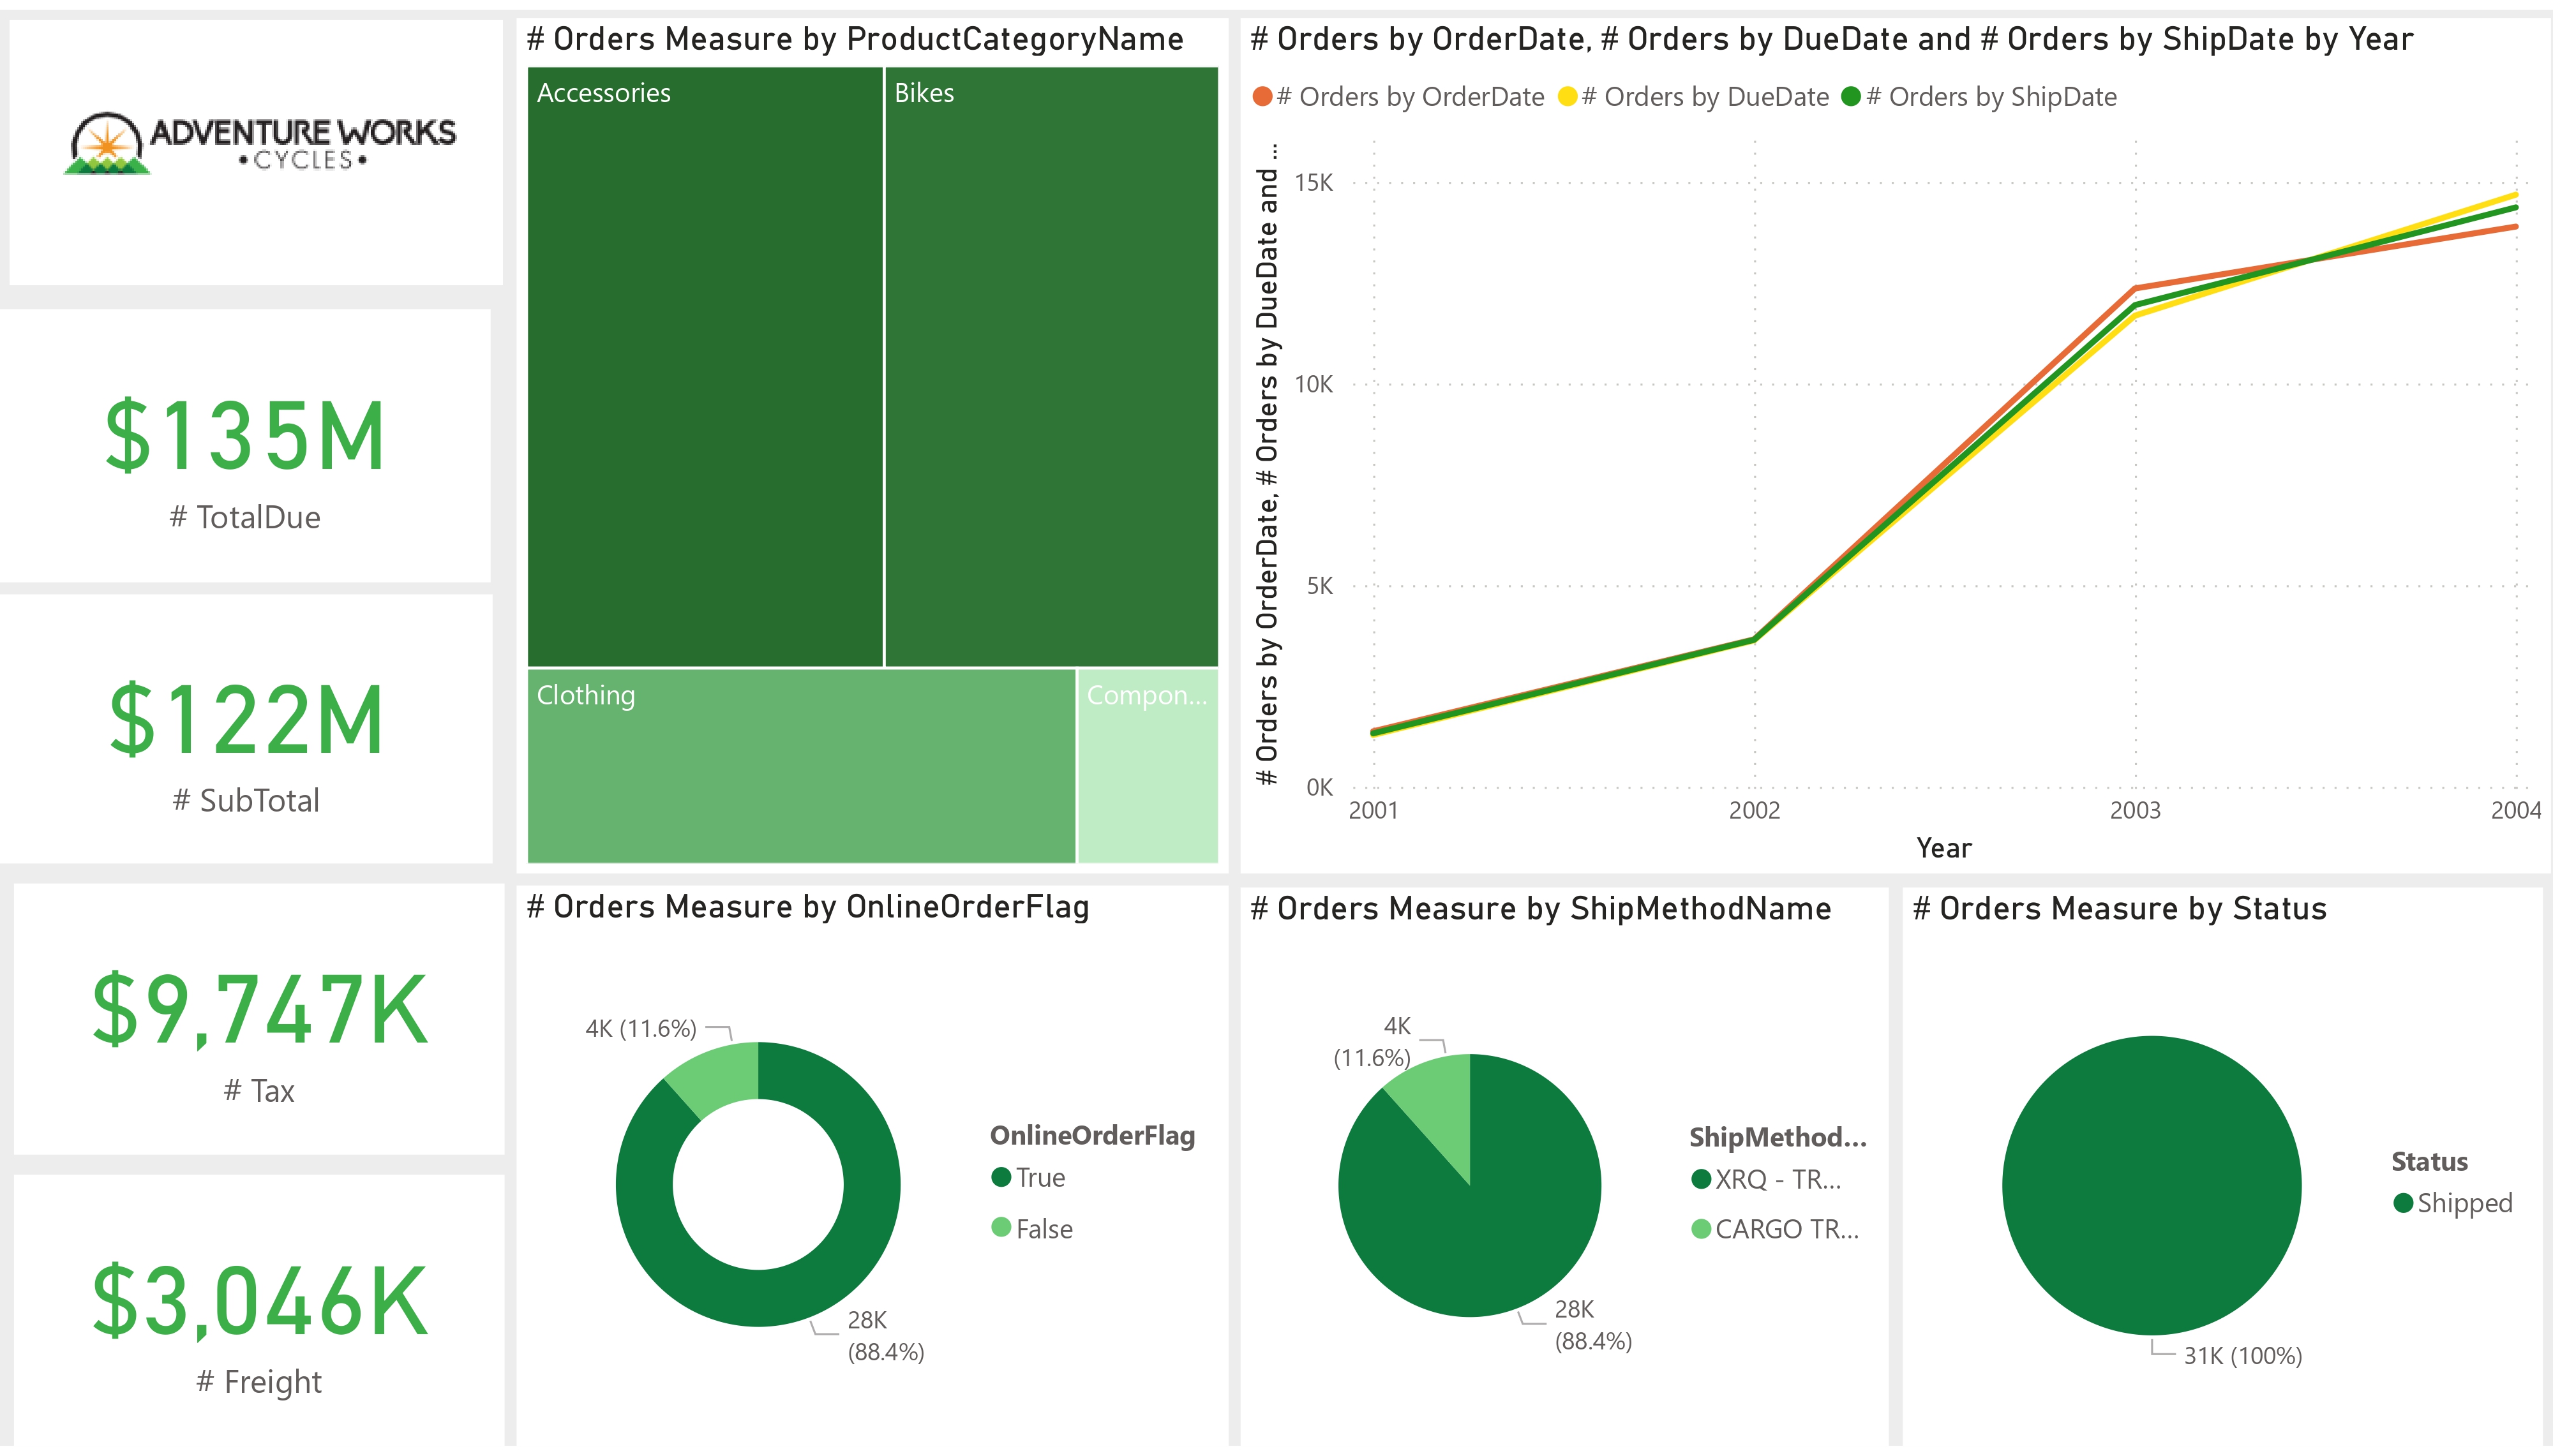 ADVENTURE WORKS
•CYCLES•
$135M
# TotalDue
$122M
# SubTotal
$9,747K
# Tax
$3,046K
# Freight
# Orders Measure by ProductCategoryName
Accessories
Bikes
Clothing
Compon...
# Orders by OrderDate, # Orders by DueDate and # Orders by ShipDate by Year
# Orders by OrderDate # Orders by DueDate # Orders by ShipDate
# Orders by OrderDate, # Orders by DueDate and ...
15K
10K
5K
0K
2001 2002 2003 2004
Year
# Orders Measure by OnlineOrderFlag
4K (11.6%)
28K
(88.4%)
OnlineOrderFlag
True
False
# Orders Measure by ShipMethodName
4K
(11.6%)
28K
(88.4%)
ShipMethod...
XRQ - TR...
CARGO TR...
# Orders Measure by Status
31K (100%)
Status
Shipped